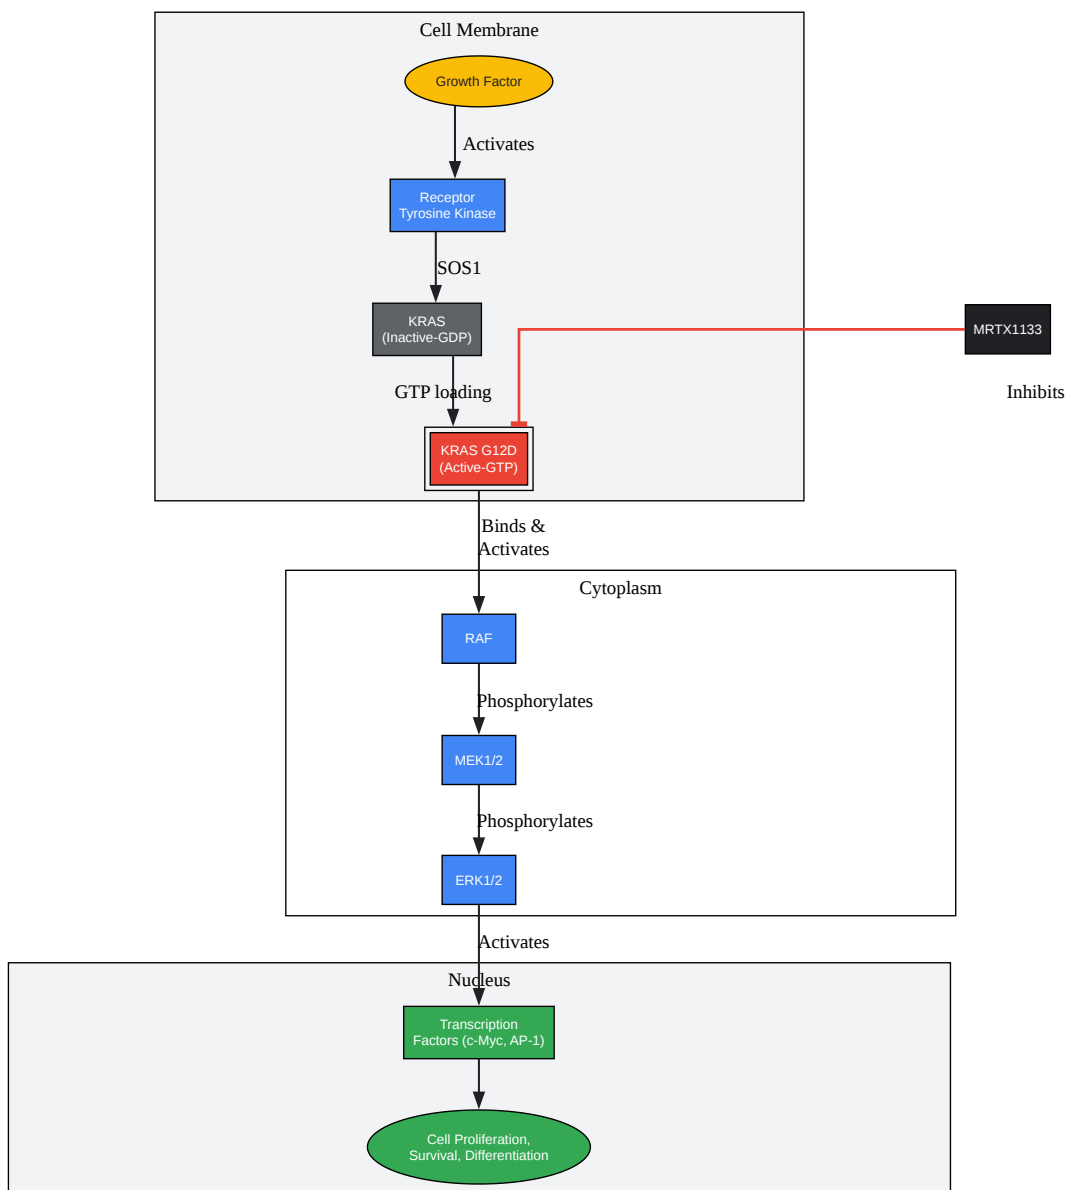 Cell Membrane
Growth Factor
Activates
Receptor
Tyrosine Kinase
SOS1
KRAS
(Inactive-GDP)
MRTX1133
GTP loading
Inhibits
KRAS G12D
(Active-GTP)
Binds &
Activates
Cytoplasm
RAF
Phosphorylates
MEK1/2
Phosphorylates
ERK1/2
Activates
Nucleus
Transcription
Factors (c-Myc, AP-1)
Cell Proliferation,
Survival, Differentiation